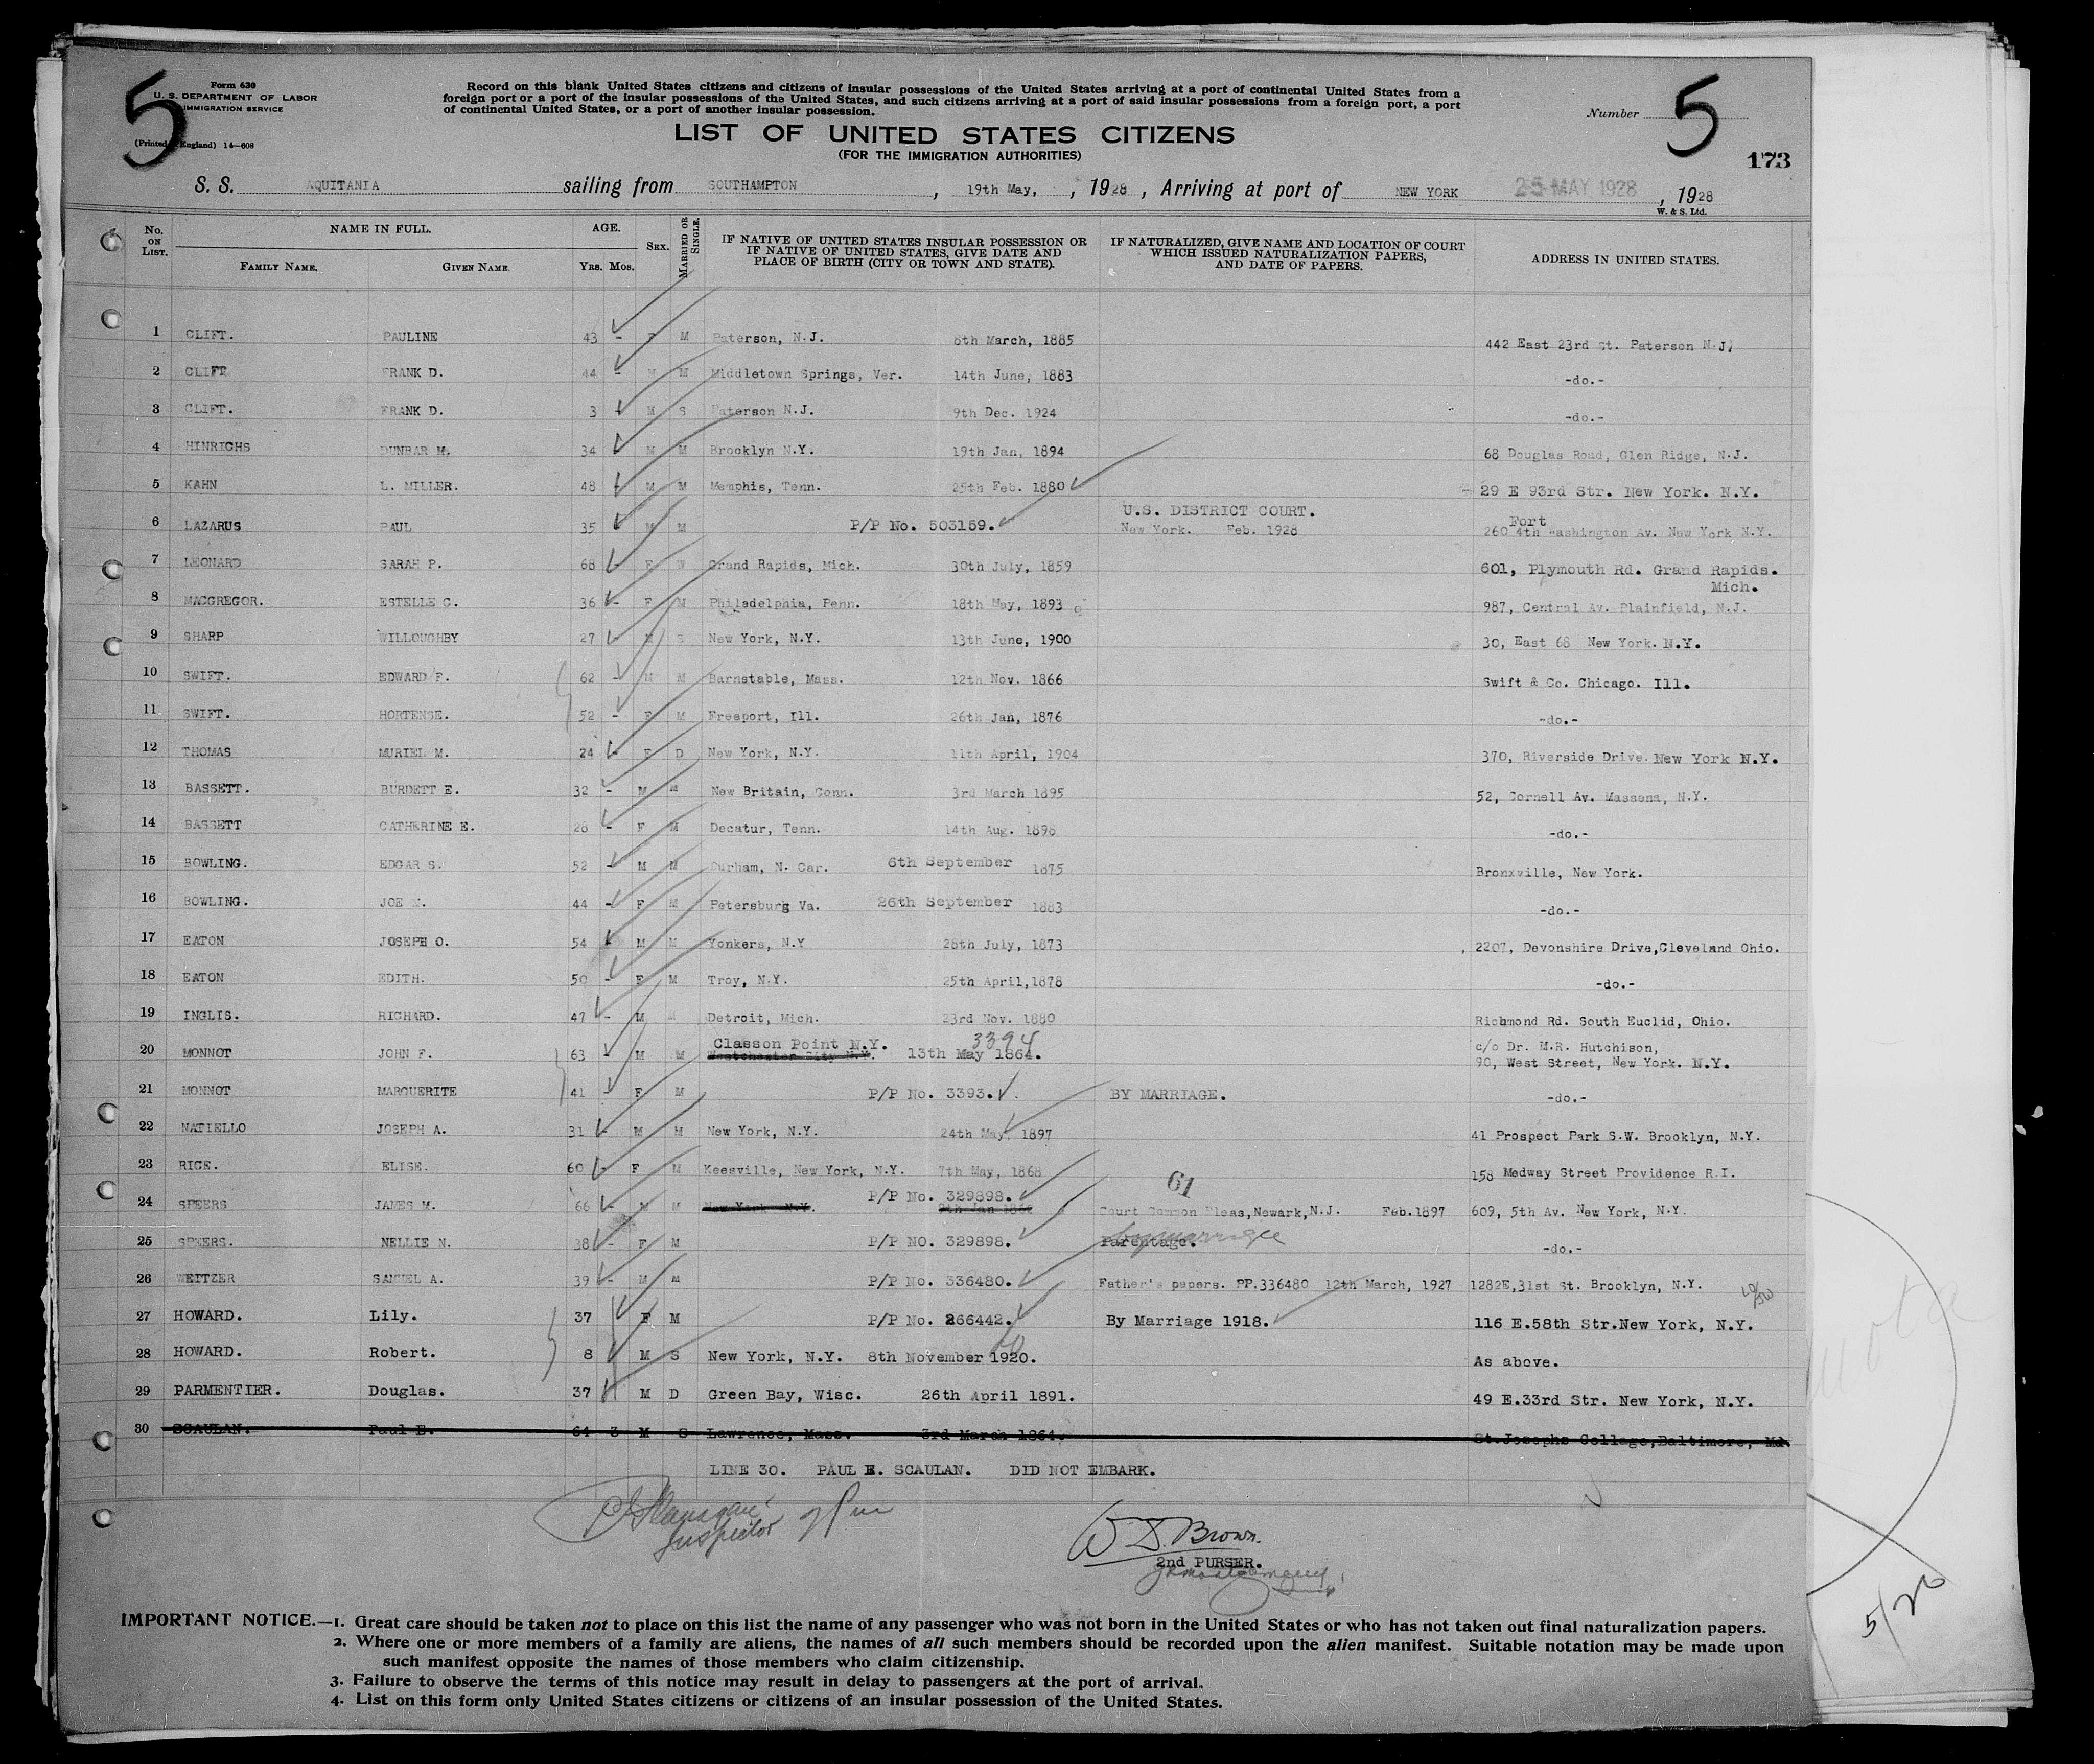 5
Form 630
U. S. DEPARTMENT OF LABOR
IMMIGRATION SERVICE
(Printed England) 14—608
Record on this blank United States citizens and citizens of insular possessions of the United States arriving at a port of continental United States from a
foreign port or a port of the insular possessions of the United States, and such citizens arriving at a port of said insular possessions from a foreign port, a port
of continental United States, or a port of another insular possession.
LIST OF UNITED STATES CITIZENS
(FOR THE IMMIGRATION AUTHORITIES)
Number 5
173
S. S. AQUITANIA sailing from SOUTHAMPTON, 19th May, , 1928, Arriving at port of NEW YORK 25 MAY 1928, 1928
W. & S. Ltd.
No. ON LIST. NAME IN FULL. FAMILY NAME. GIVEN NAME. AGE. Yrs. Mos. SEX. MARRIED OR SINGLE. IF NATIVE OF UNITED STATES INSULAR POSSESSION OR IF NATIVE OF UNITED STATES, GIVE DATE AND PLACE OF BIRTH (CITY OR TOWN AND STATE). IF NATURALIZED, GIVE NAME AND LOCATION OF COURT WHICH ISSUED NATURALIZATION PAPERS, AND DATE OF PAPERS. ADDRESS IN UNITED STATES.
1 CLIFT. PAULINE 43 - F M Paterson, N.J. 8th March, 1885 442 East 23rd St. Paterson N.J.
2 CLIFT FRANK D. 44 - M M Middletown Springs, Ver. 14th June, 1883 -do.-
3 CLIFT. FRANK D. 3 M S Paterson N.J. 9th Dec. 1924 -do.-
4 HINRICHS DUNBAR M. 34 M M Brooklyn N.Y. 19th Jan, 1894 68 Douglas Road, Glen Ridge, N.J.
5 KAHN L. MILLER. 48 M M Memphis, Tenn. 25th Feb. 1880 29 E 93rd Str. New York. N.Y.
6 LAZARUS PAUL 35 M M P/P No. 503159. U.S. DISTRICT COURT. New York. Feb. 1928 260 4th Fort Washington Av. New York N.Y.
7 LEONARD SARAH P. 68 - F W Grand Rapids, Mich. 30th July, 1859 601, Plymouth Rd. Grand Rapids. Mich.
8 MACGREGOR. ESTELLE C. 36 - F M Philadelphia, Penn. 18th May, 1893 987, Central Av. Plainfield, N.J.
9 SHARP WILLOUGHBY 27 - M S New York, N.Y. 13th June, 1900 30, East 68 New York. N.Y.
10 SWIFT. EDWARD F. 62 - M M Barnstable, Mass. 12th Nov. 1866 Swift & Co. Chicago. Ill.
11 SWIFT. HORTENSE. 52 - F M Freeport, Ill. 26th Jan, 1876 -do.-
12 THOMAS MURIEL M. 24 - F D New York, N.Y. 11th April, 1904 370, Riverside Drive. New York N.Y.
13 BASSETT. BURDETT E. 32 - M M New Britain, Conn. 3rd March 1895 52, Cornell Av. Massena, N.Y.
14 BASSETT CATHERINE E. 28 - F M Decatur, Tenn. 14th Aug. 1898 -do.-
15 BOWLING. EDGAR S. 52 - M M Durham, N. Car. 6th September 1875 Bronxville, New York.
16 BOWLING. JOE 44 - F M Petersburg Va. 26th September 1883 -do.-
17 EATON JOSEPH O. 54 M M Yonkers, N.Y 28th July, 1873 2207, Devonshire Drive,Cleveland Ohio.
18 EATON EDITH. 50 - F M Troy, N.Y. 25th April,1878 -do.-
19 INGLIS. RICHARD. 47 - M M Detroit, Mich. 23rd Nov. 1880 Richmond Rd. South Euclid, Ohio.
20 MONNOT JOHN F. 63 - M M Classon Point N.Y. Westchester City N.Y. 3394 13th May 1864. c/o Dr. M.R. Hutchison, 90, West Street, New York. N.Y.
21 MONNOT MARGUERITE 41 - F M P/P No. 3393. BY MARRIAGE. -do.-
22 NATIELLO JOSEPH A. 31 - M M New York, N.Y. 24th May, 1897 41 Prospect Park S.W. Brooklyn, N.Y.
23 RICE. ELISE. 60 - F M Keesville, New York, N.Y. 7th May, 1868 158 Medway Street Providence R.I.
24 SPEERS JAMES M. 66 - M M New York N.Y. P/P No. 329898. 61 Court Common Pleas,Newark,N.J. Feb.1897 609, 5th Av. New York, N.Y.
25 SPEERS. NELLIE N. 38 - F M P/P NO. 329898. Parentage. by marriage -do.-
26 WEITZER SAMUEL A. 39 - M M P/P No. 336480. Father's papers. PP.336480 12th March, 1927 1282E,31st St. Brooklyn, N.Y.
27 HOWARD. Lily. 37 F M P/P No. 266442. By Marriage 1918. 116 E.58th Str.New York, N.Y.
28 HOWARD. Robert. 8 M S New York, N.Y. 8th November 1920. As above.
29 PARMENTIER. Douglas. 37 M D Green Bay, Wisc. 26th April 1891. 49 E.33rd Str. New York, N.Y.
30 SCAULAN. Paul E. 64 3 M S Lawrence, Mass. 3rd March 1864. St.Josephs Collage,Baltimore, Md.
LINE 30. PAUL E. SCAULAN. DID NOT EMBARK.
Inspector
W. S. Brown.
2nd PURSER.
5/26
IMPORTANT NOTICE.—1. Great care should be taken not to place on this list the name of any passenger who was not born in the United States or who has not taken out final naturalization papers.
2. Where one or more members of a family are aliens, the names of all such members should be recorded upon the alien manifest. Suitable notation may be made upon
such manifest opposite the names of those members who claim citizenship.
3. Failure to observe the terms of this notice may result in delay to passengers at the port of arrival.
4. List on this form only United States citizens or citizens of an insular possession of the United States.